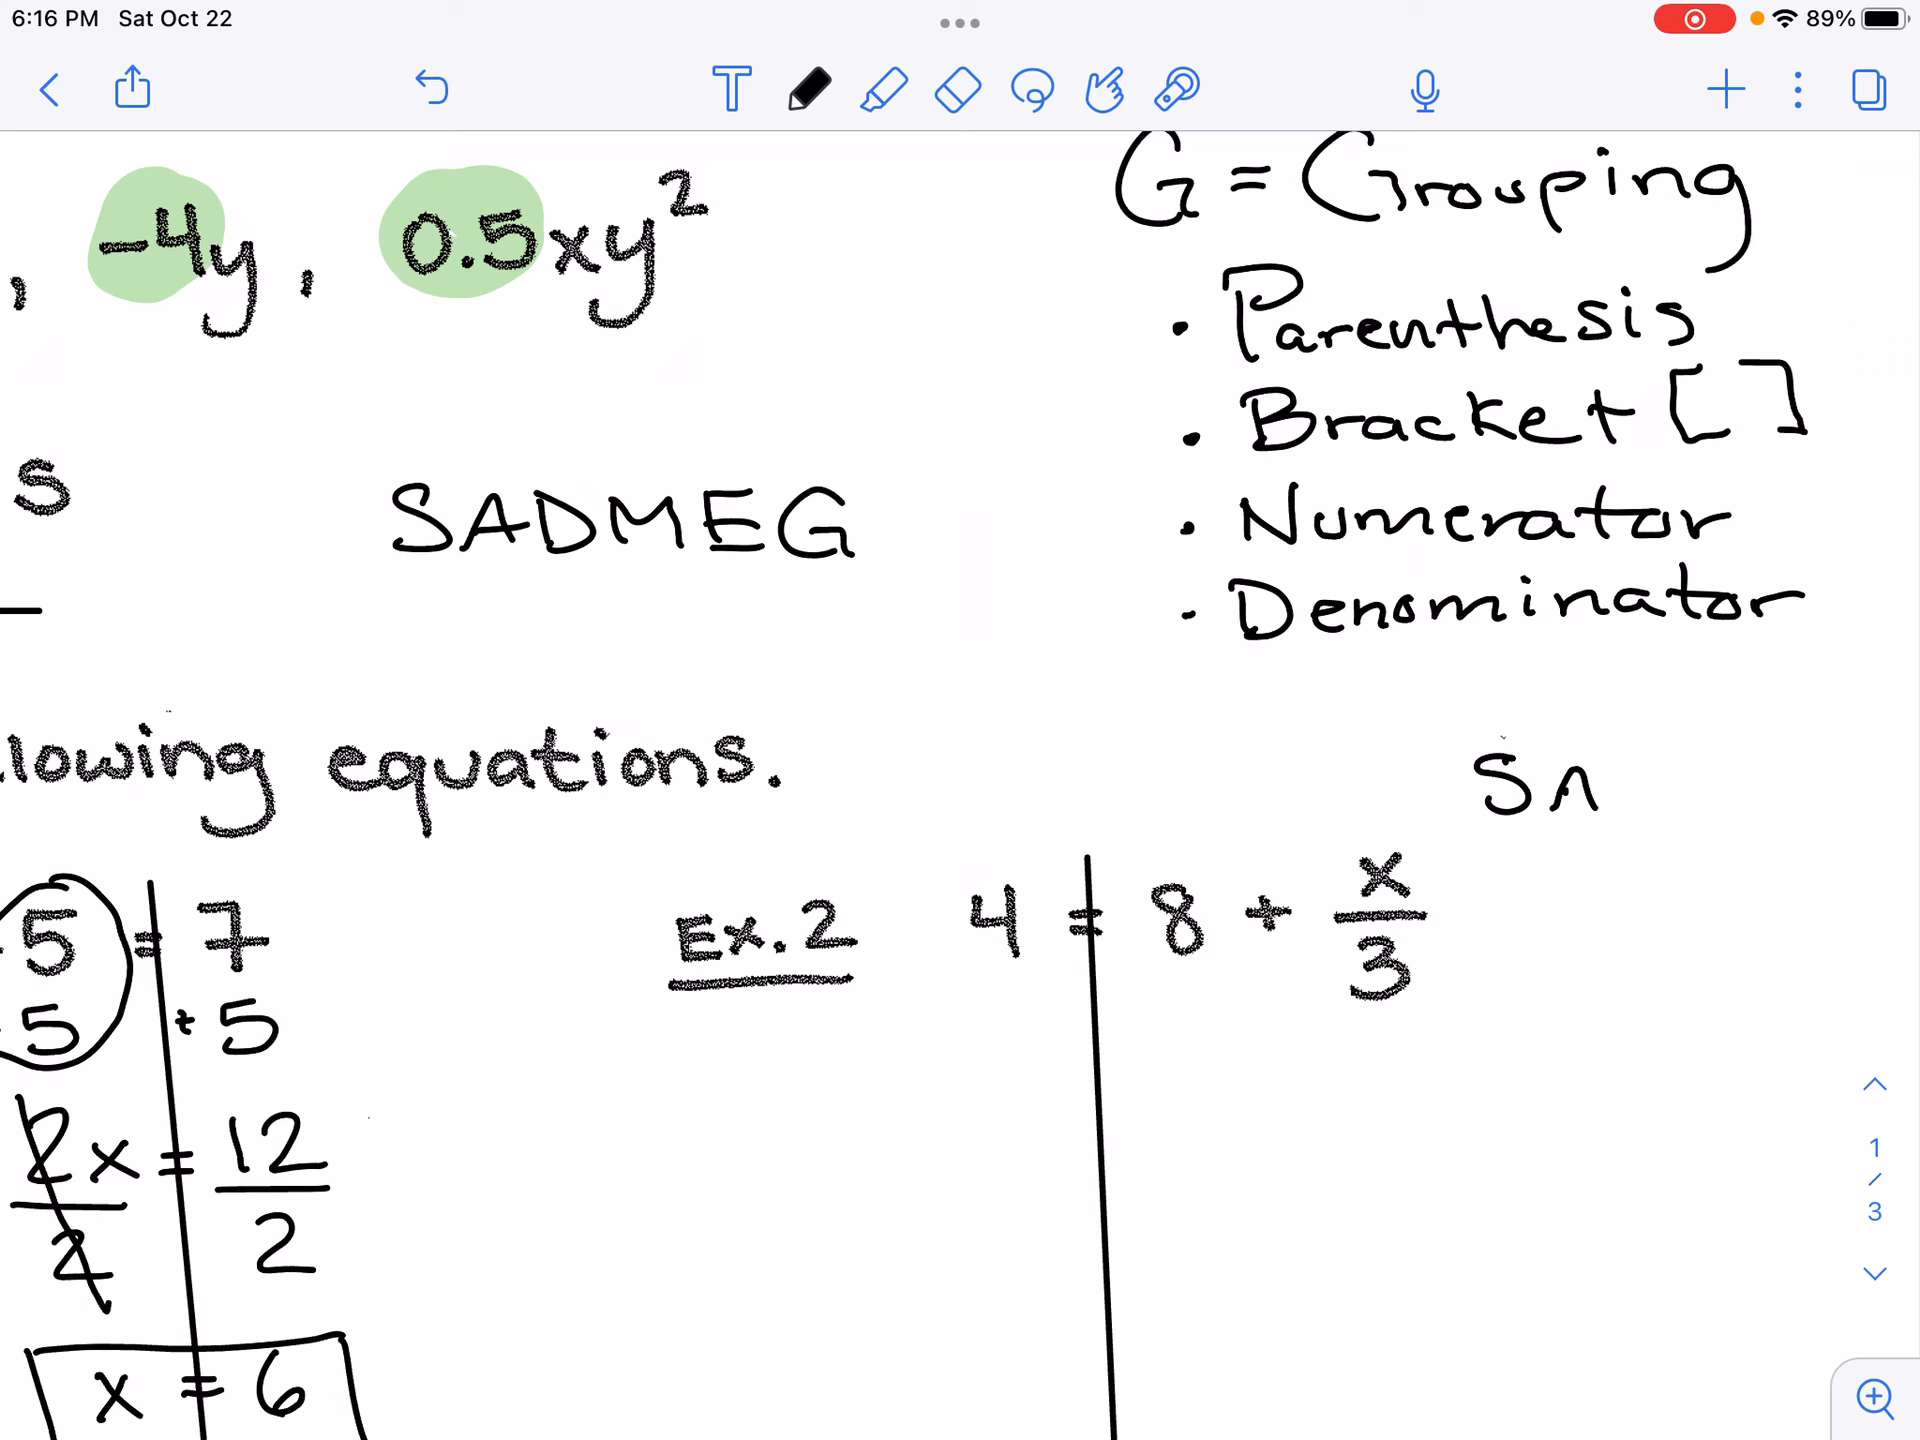 6:16 PM Sat Oct 22
89%
G = Grouping
, -4y, 0.5xy²
• Parenthesis
• Bracket [ ]
s
SADMEG
• Numerator
• Denominator
lowing equations.
S
5 = 7
Ex. 2 4 = 8 + x/3
5 + 5
2x/2 = 12/2
x = 6
1 / 3